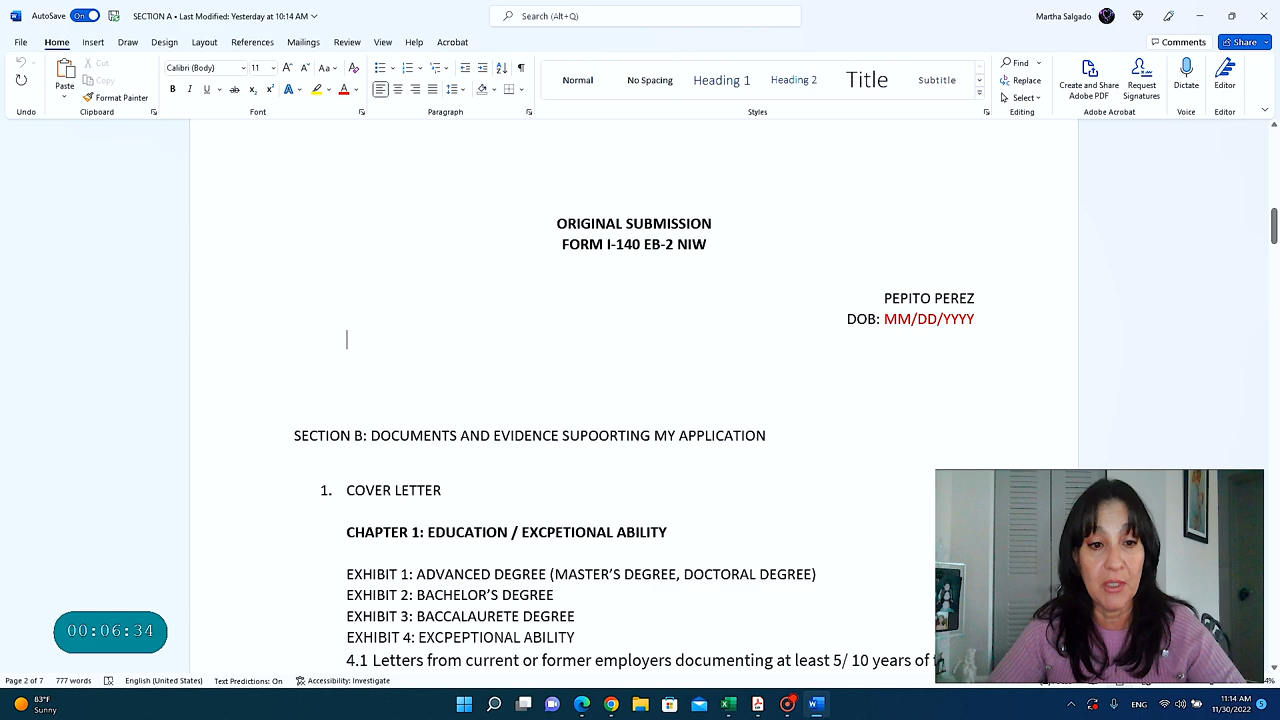 AutoSave On SECTION A • Last Modified: Yesterday at 10:14 AM Search (Alt+Q) Martha Salgado
File Home Insert Draw Design Layout References Mailings Review View Help Acrobat Comments Share
Paste Cut Copy Format Painter
Calibri (Body) 11
Normal No Spacing Heading 1 Heading 2 Title Subtitle
Find Replace Select
Create and Share Adobe PDF Request Signatures Dictate Editor
Undo Clipboard Font Paragraph Styles Editing Adobe Acrobat Voice Editor
ORIGINAL SUBMISSION
FORM I-140 EB-2 NIW
PEPITO PEREZ
DOB: MM/DD/YYYY
SECTION B: DOCUMENTS AND EVIDENCE SUPOORTING MY APPLICATION
1. COVER LETTER
CHAPTER 1: EDUCATION / EXCPETIONAL ABILITY
EXHIBIT 1: ADVANCED DEGREE (MASTER'S DEGREE, DOCTORAL DEGREE)
EXHIBIT 2: BACHELOR'S DEGREE
EXHIBIT 3: BACCALAURETE DEGREE
EXHIBIT 4: EXCPEPTIONAL ABILITY
4.1 Letters from current or former employers documenting at least 5/ 10 years of
00:06:34
Page 2 of 7 777 words English (United States) Text Predictions: On Accessibility: Investigate
83°F
Sunny
ENG
11:14 AM
11/30/2022